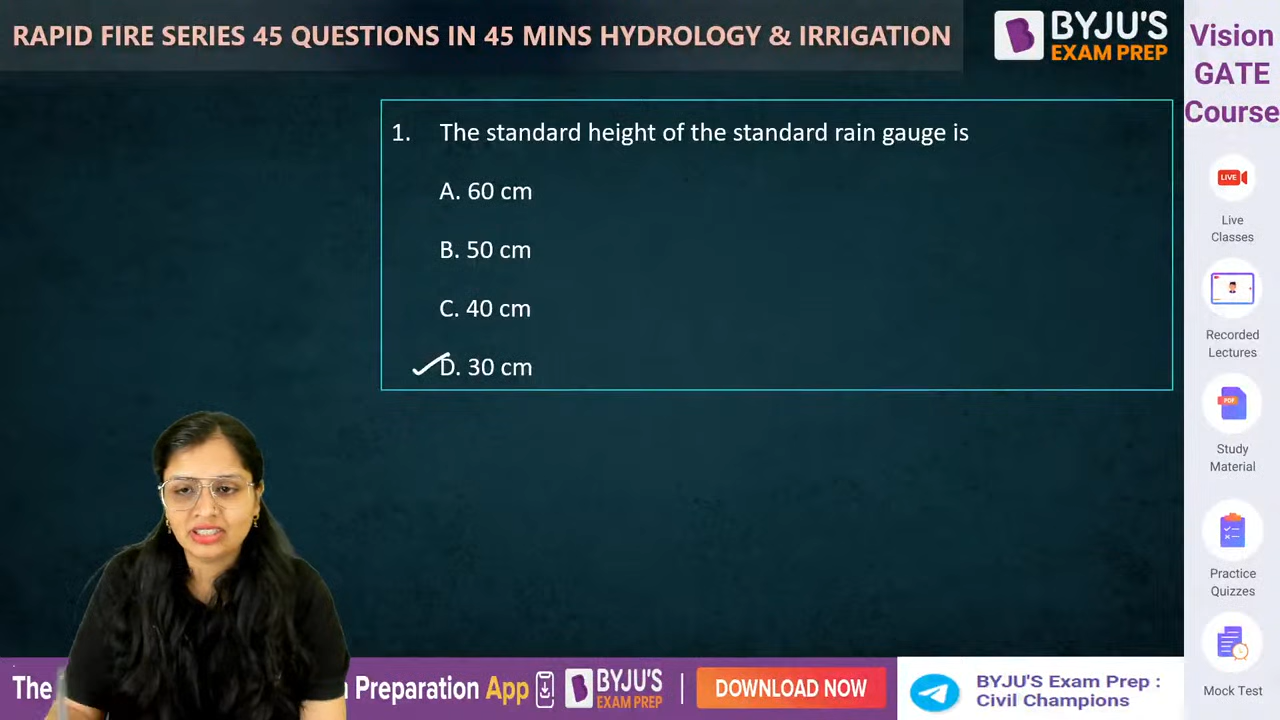 RAPID FIRE SERIES 45 QUESTIONS IN 45 MINS HYDROLOGY & IRRIGATION
BYJU'S
EXAM PREP
Vision
GATE
Course
1. The standard height of the standard rain gauge is
A. 60 cm
B. 50 cm
C. 40 cm
D. 30 cm
LIVE
Live
Classes
Recorded
Lectures
PDF
Study
Material
Practice
Quizzes
Mock Test
The
Preparation App
BYJU'S
EXAM PREP
DOWNLOAD NOW
BYJU'S Exam Prep :
Civil Champions